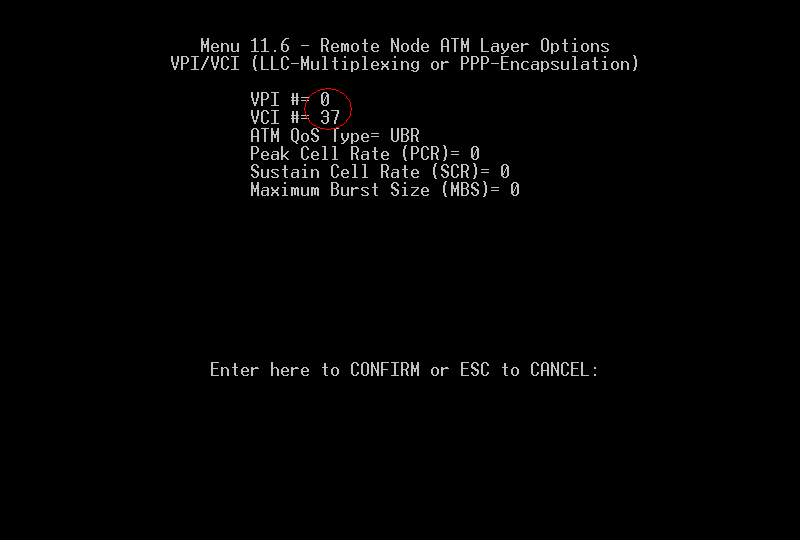 Menu 11.6 - Remote Node ATM Layer Options
VPI/VCI (LLC-Multiplexing or PPP-Encapsulation)
VPI #= 0
VCI #= 37
ATM QoS Type= UBR
Peak Cell Rate (PCR)= 0
Sustain Cell Rate (SCR)= 0
Maximum Burst Size (MBS)= 0
Enter here to CONFIRM or ESC to CANCEL: